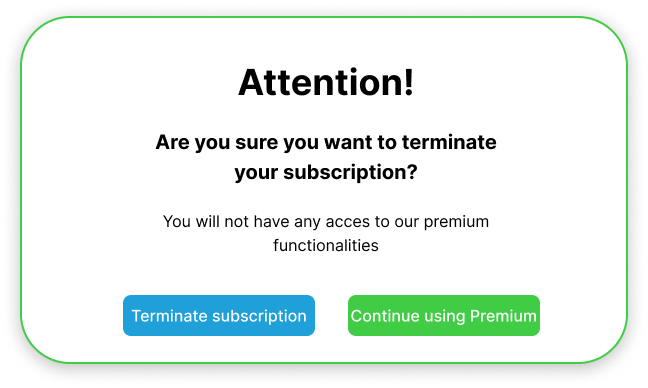 Attention!
Are you sure you want to terminate
your subscription?
You will not have any acces to our premium
functionalities
Terminate subscription
Continue using Premium